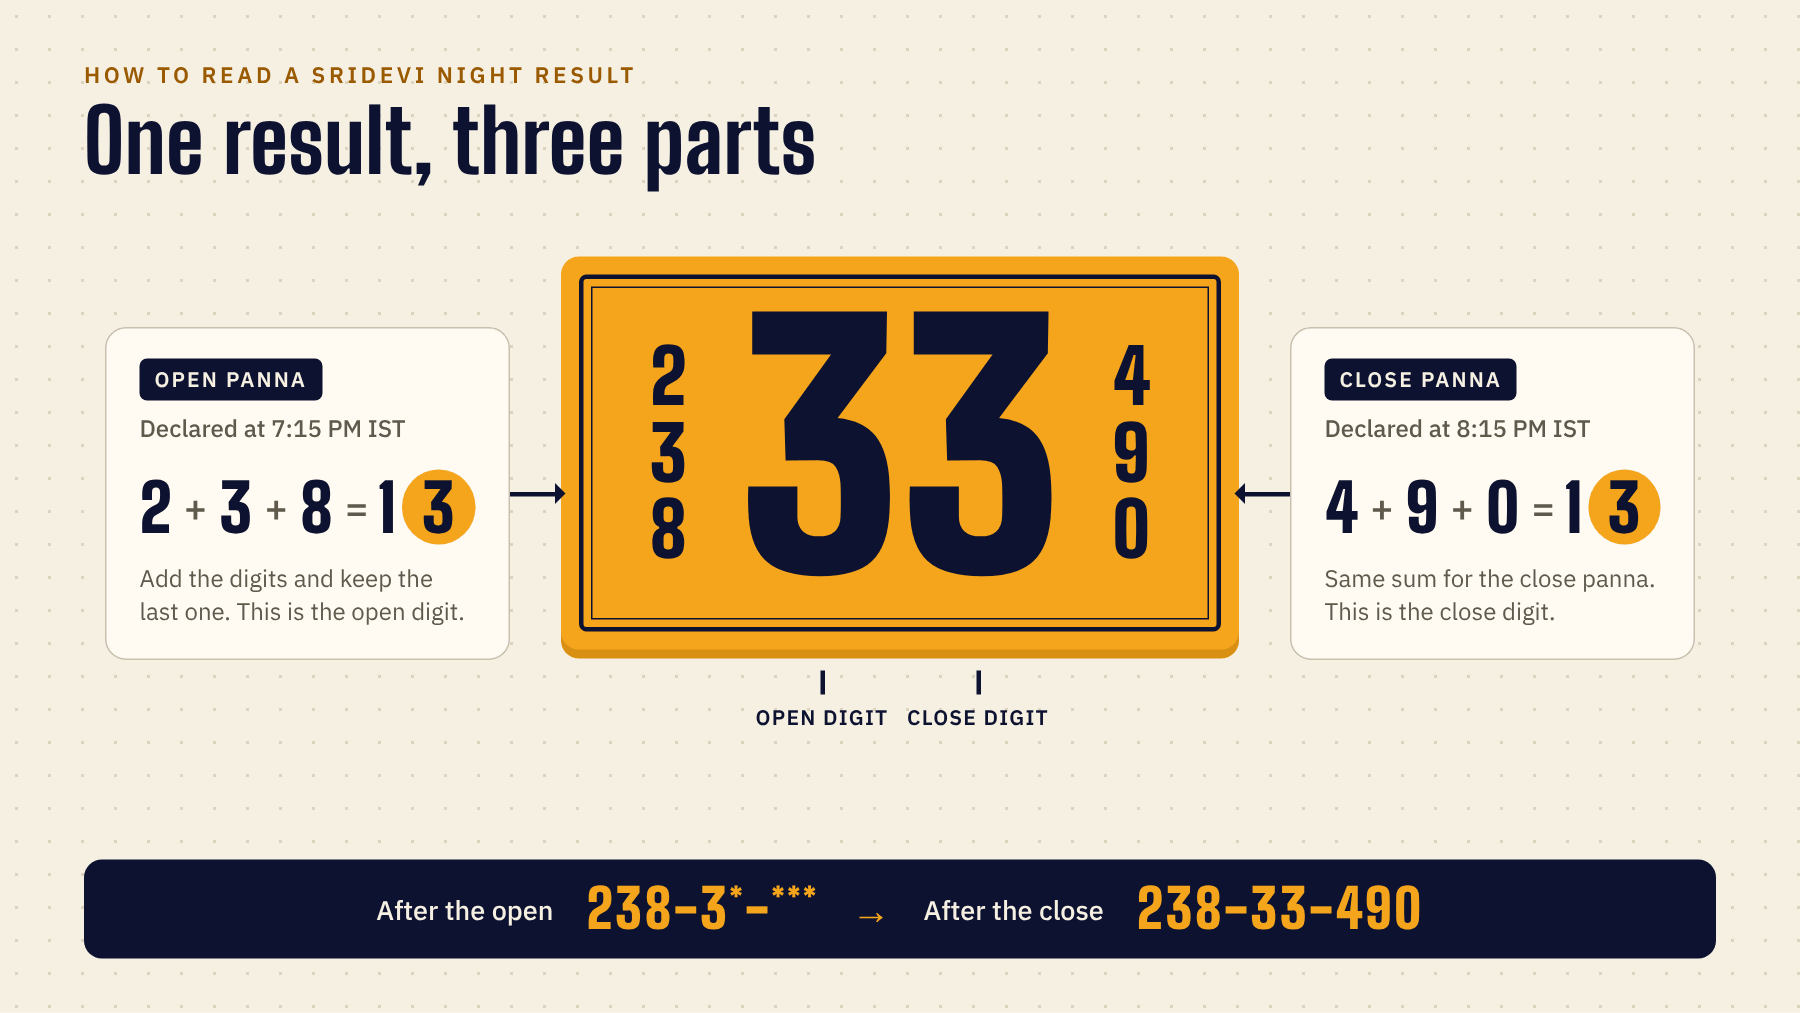 HOW TO READ A SRIDEVI NIGHT RESULT
One result, three parts
OPEN PANNA
Declared at 7:15 PM IST
2 + 3 + 8 = 13
Add the digits and keep the
last one. This is the open digit.
2
3
8
33
4
9
0
OPEN DIGIT
CLOSE DIGIT
CLOSE PANNA
Declared at 8:15 PM IST
4 + 9 + 0 = 13
Same sum for the close panna.
This is the close digit.
After the open 238-3*-*** → After the close 238-33-490